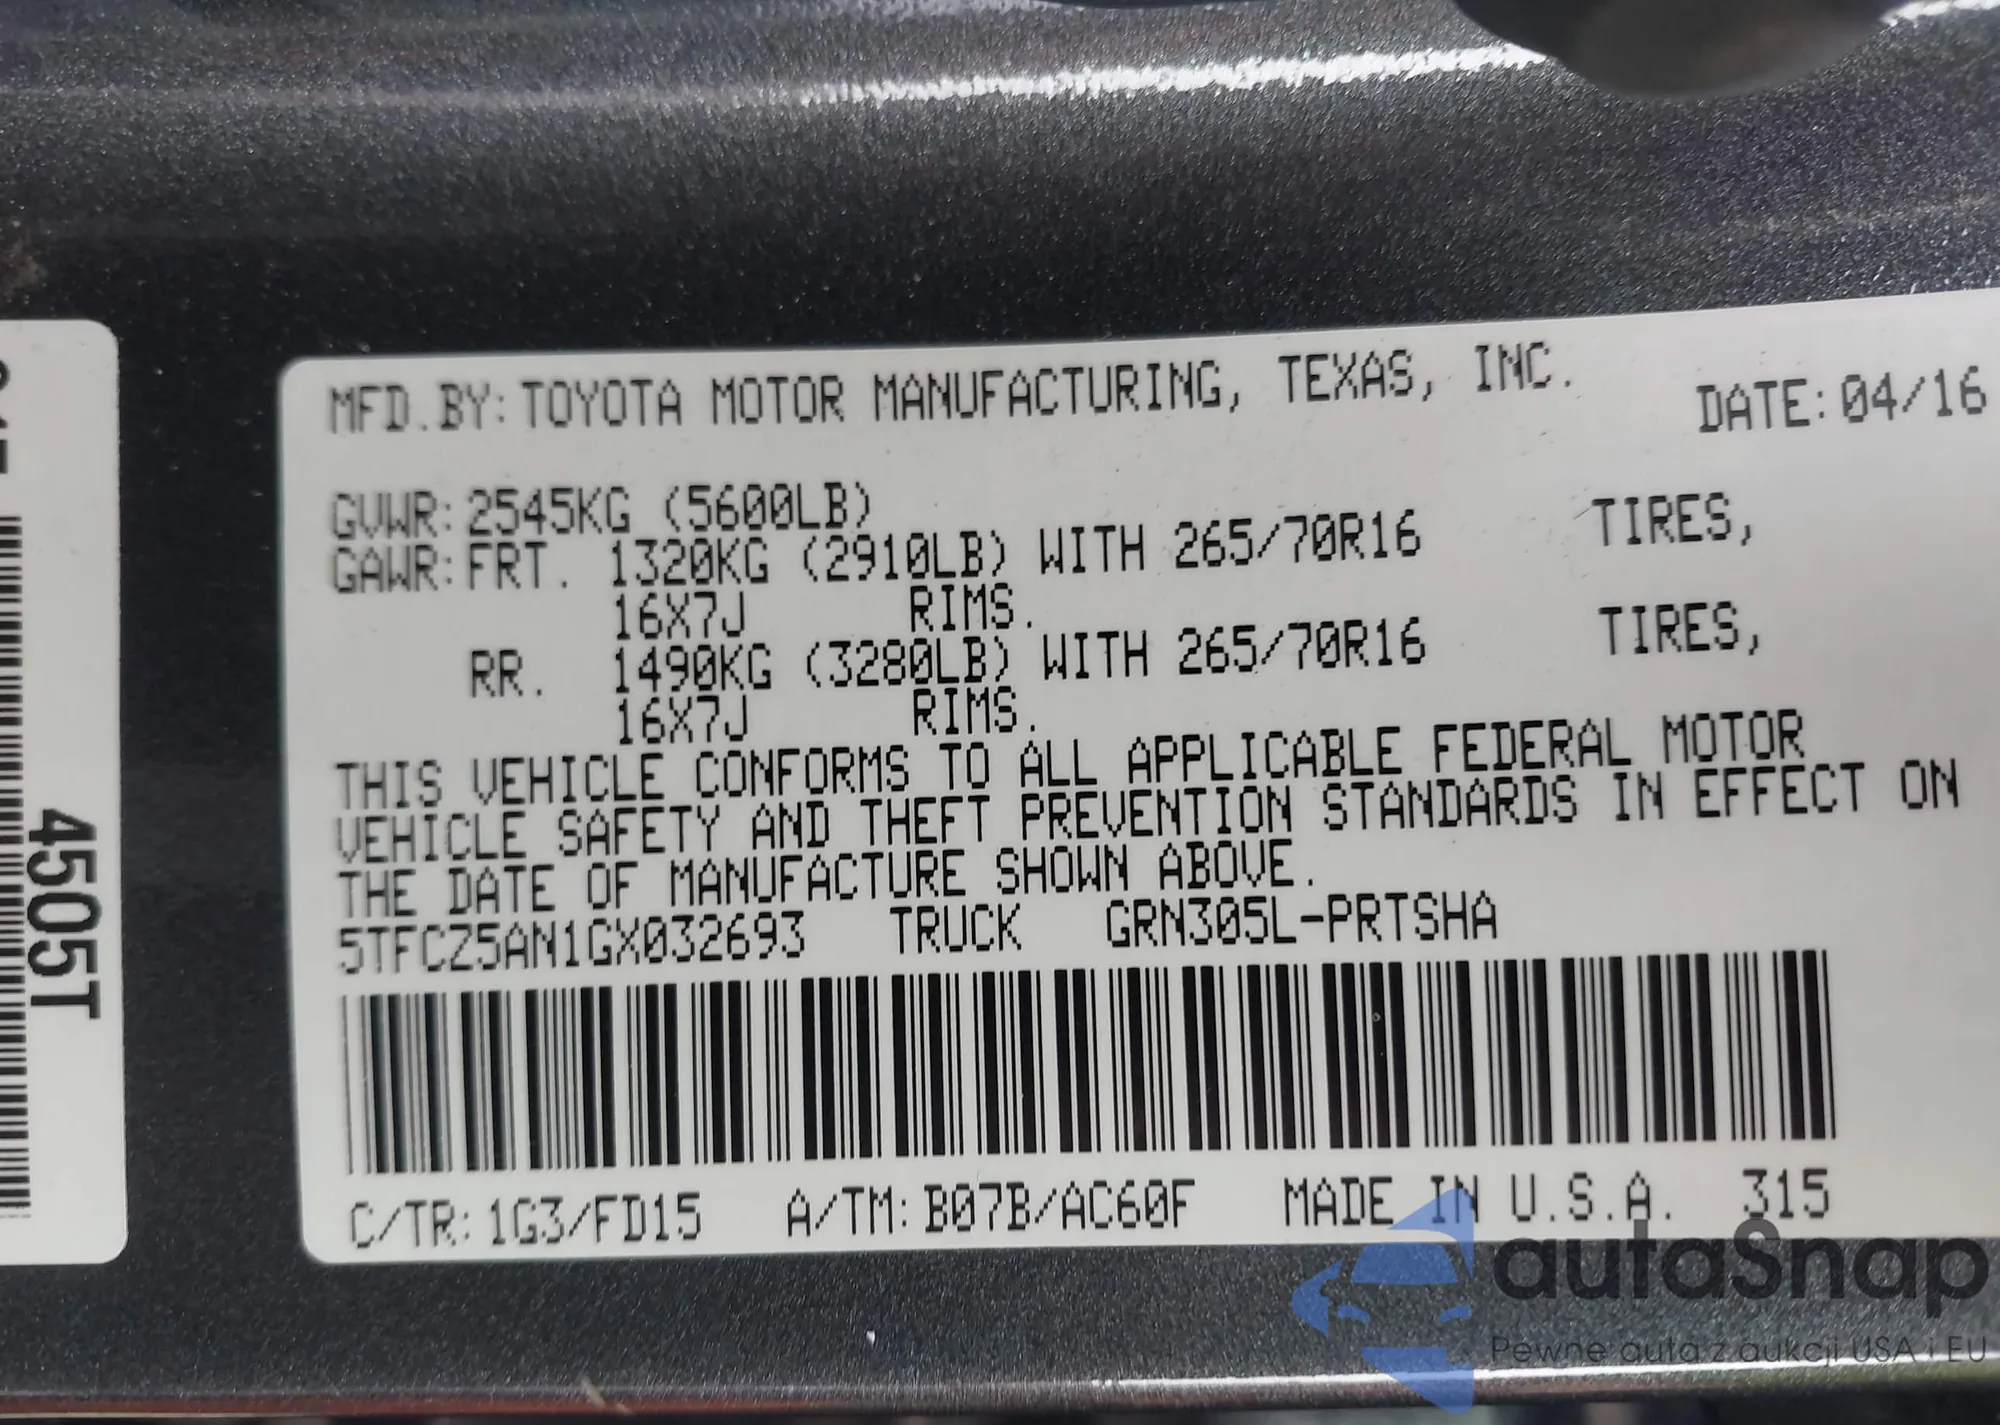 MFD.BY: TOYOTA MOTOR MANUFACTURING, TEXAS, INC. DATE: 04/16
GVWR: 2545KG (5600LB)
GAWR: FRT. 1320KG (2910LB) WITH 265/70R16 TIRES,
16X7J RIMS.
RR. 1490KG (3280LB) WITH 265/70R16 TIRES,
16X7J RIMS.
THIS VEHICLE CONFORMS TO ALL APPLICABLE FEDERAL MOTOR
VEHICLE SAFETY AND THEFT PREVENTION STANDARDS IN EFFECT ON
THE DATE OF MANUFACTURE SHOWN ABOVE.
5TFCZ5AN1GX032693 TRUCK GRN305L-PRTSHA
C/TR: 1G3/FD15 A/TM: B07B/AC60F MADE IN U.S.A. 315
4505T
autaSnap
Pewne auta z aukcji USA i EU